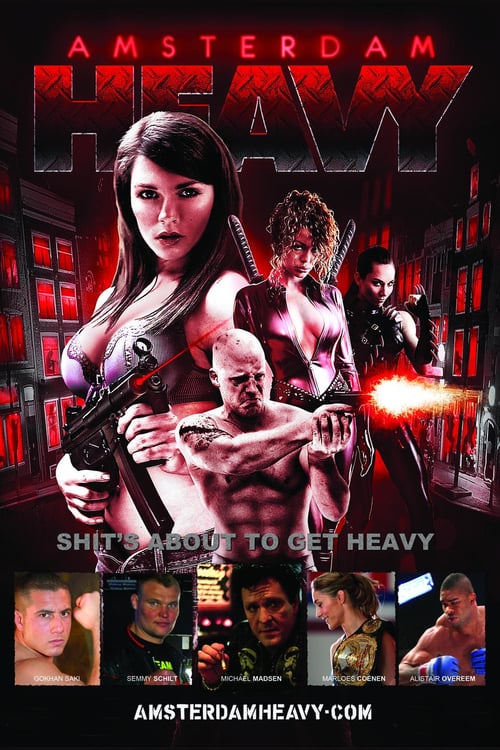 AMSTERDAM
HEAVY
SHIT'S ABOUT TO GET HEAVY
GOKHAN SAKI
SEMMY SCHILT
MICHAEL MADSEN
MARLOES COENEN
ALISTAIR OVEREEM
AMSTERDAMHEAVY.COM